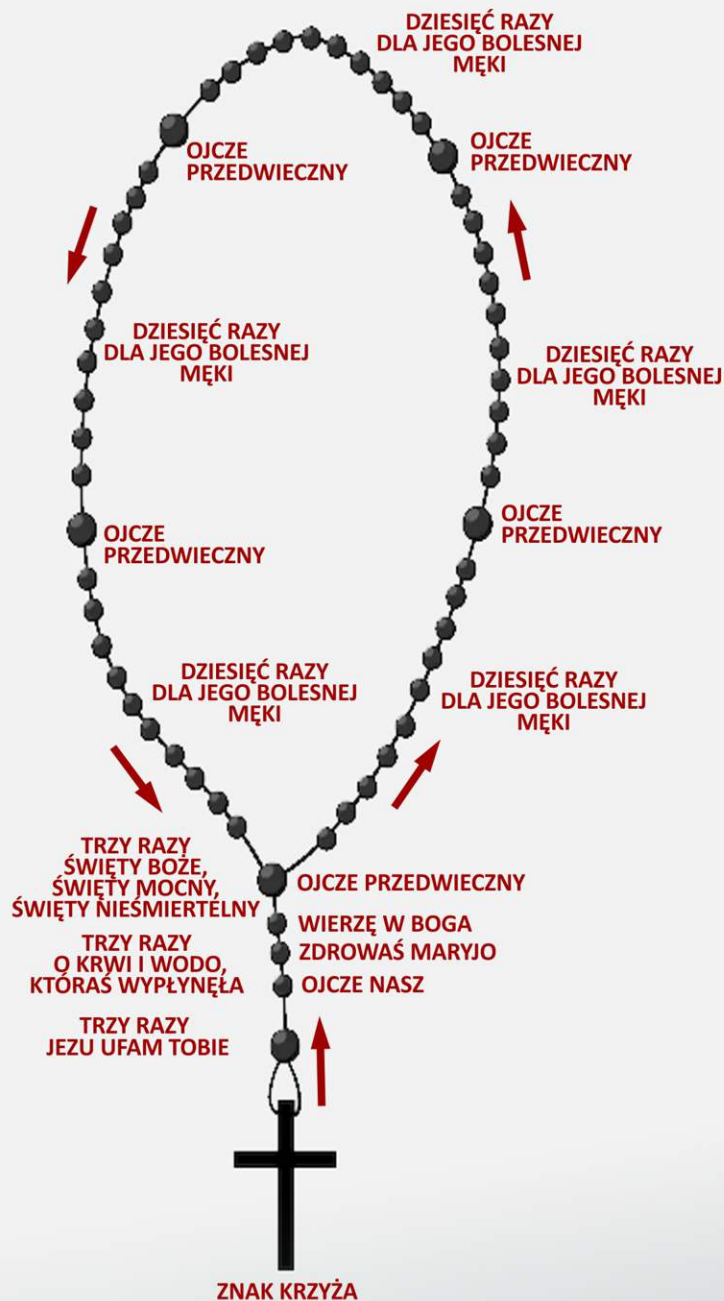 DZIESIĘĆ RAZY
DLA JEGO BOLESNEJ
MĘKI
OJCZE
PRZEDWIECZNY
OJCZE
PRZEDWIECZNY
DZIESIĘĆ RAZY
DLA JEGO BOLESNEJ
MĘKI
DZIESIĘĆ RAZY
DLA JEGO BOLESNEJ
MĘKI
OJCZE
PRZEDWIECZNY
OJCZE
PRZEDWIECZNY
DZIESIĘĆ RAZY
DLA JEGO BOLESNEJ
MĘKI
DZIESIĘĆ RAZY
DLA JEGO BOLESNEJ
MĘKI
TRZY RAZY
ŚWIĘTY BOŻE,
ŚWIĘTY MOCNY,
ŚWIĘTY NIEŚMIERTELNY
OJCZE PRZEDWIECZNY
WIERZĘ W BOGA
ZDROWAŚ MARYJO
OJCZE NASZ
TRZY RAZY
O KRWI I WODO,
KTÓRAŚ WYPŁYNĘŁA
TRZY RAZY
JEZU UFAM TOBIE
ZNAK KRZYŻA